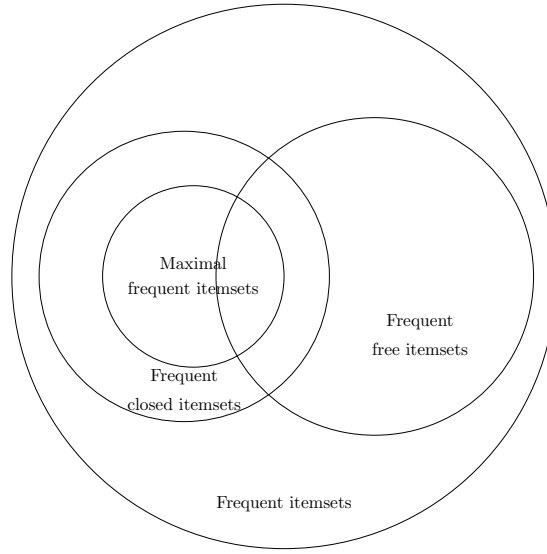 Maximal
frequent itemsets
Frequent
free itemsets
Frequent
closed itemsets
Frequent itemsets